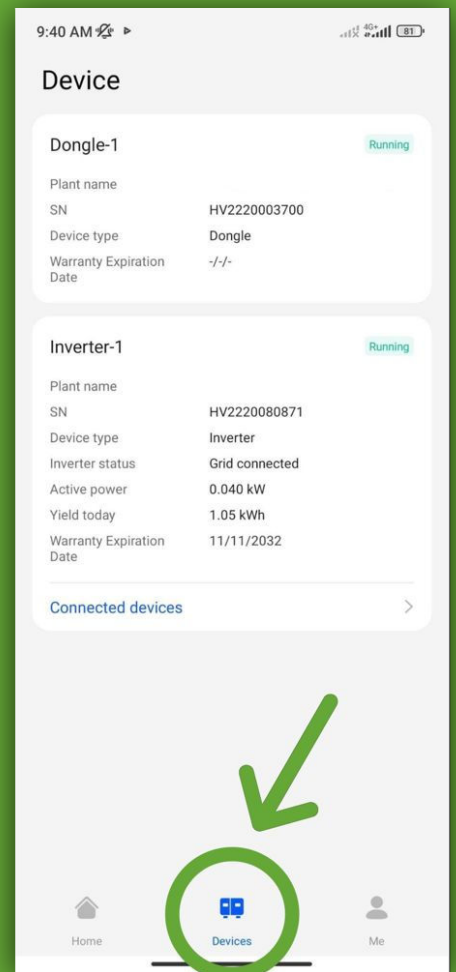 9:40 AM
4G+ 81
Device
Dongle-1 Running
Plant name
SN HV2220003700
Device type Dongle
Warranty Expiration Date -/-/-
Inverter-1 Running
Plant name
SN HV2220080871
Device type Inverter
Inverter status Grid connected
Active power 0.040 kW
Yield today 1.05 kWh
Warranty Expiration Date 11/11/2032
Connected devices
Home Devices Me